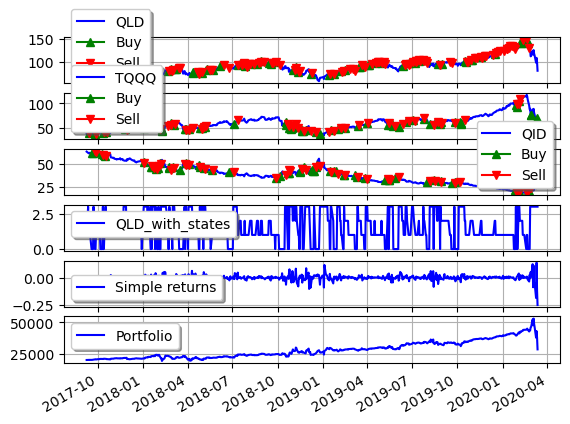 QLD
Buy
Sell
150
100
TQQQ
Buy
Sell
100
50
QID
Buy
Sell
50
25
QLD_with_states
2.5
0.0
Simple returns
0.00
−0.25
Portfolio
50000
25000
2017-10
2018-01
2018-04
2018-07
2018-10
2019-01
2019-04
2019-07
2019-10
2020-01
2020-04